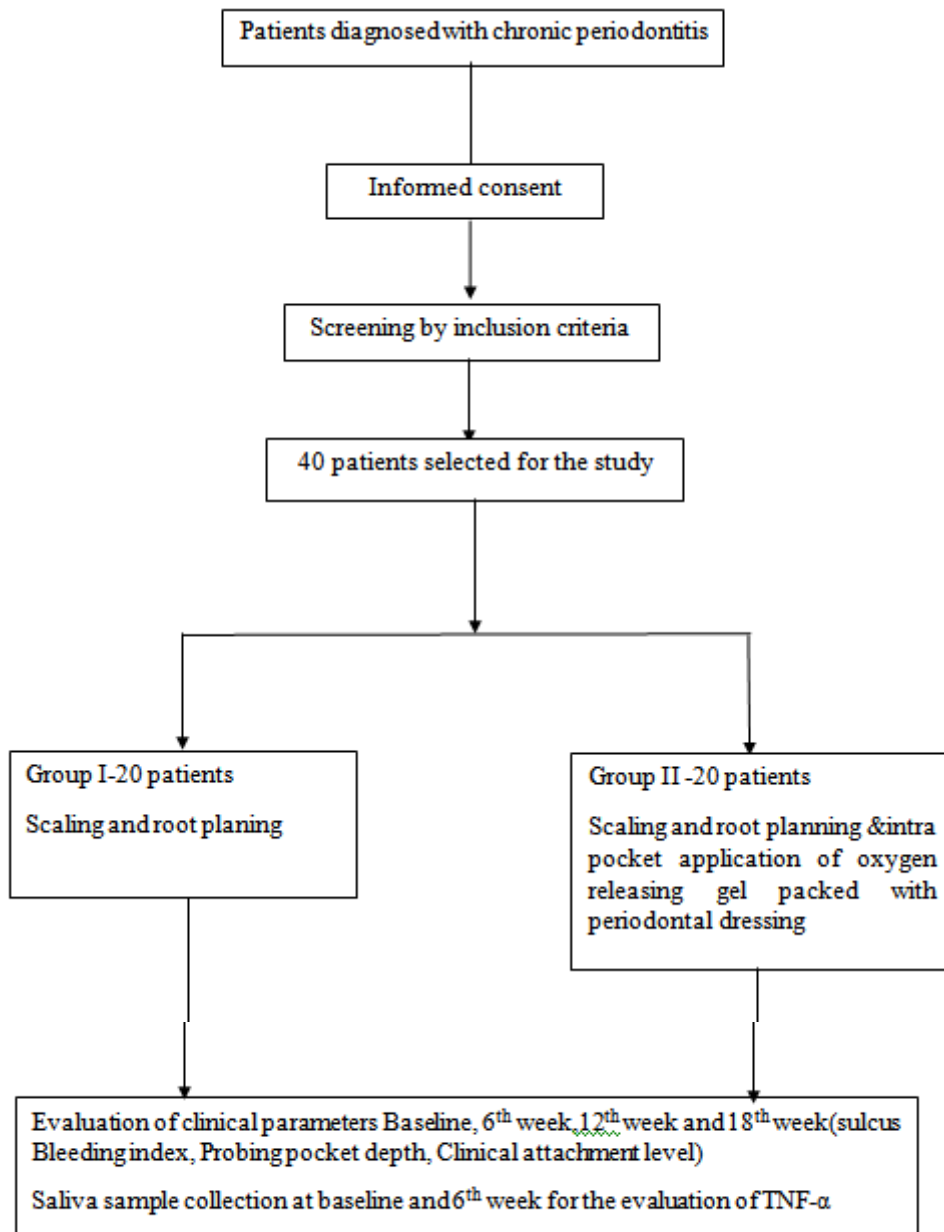 Patients diagnosed with chronic periodontitis
Informed consent
Screening by inclusion criteria
40 patients selected for the study
Group I-20 patients
Scaling and root planing
Group II -20 patients
Scaling and root planning &intra
pocket application of oxygen
releasing gel packed with
periodontal dressing
Evaluation of clinical parameters Baseline, 6th week,12th week and 18th week(sulcus
Bleeding index, Probing pocket depth, Clinical attachment level)
Saliva sample collection at baseline and 6th week for the evaluation of TNF-α